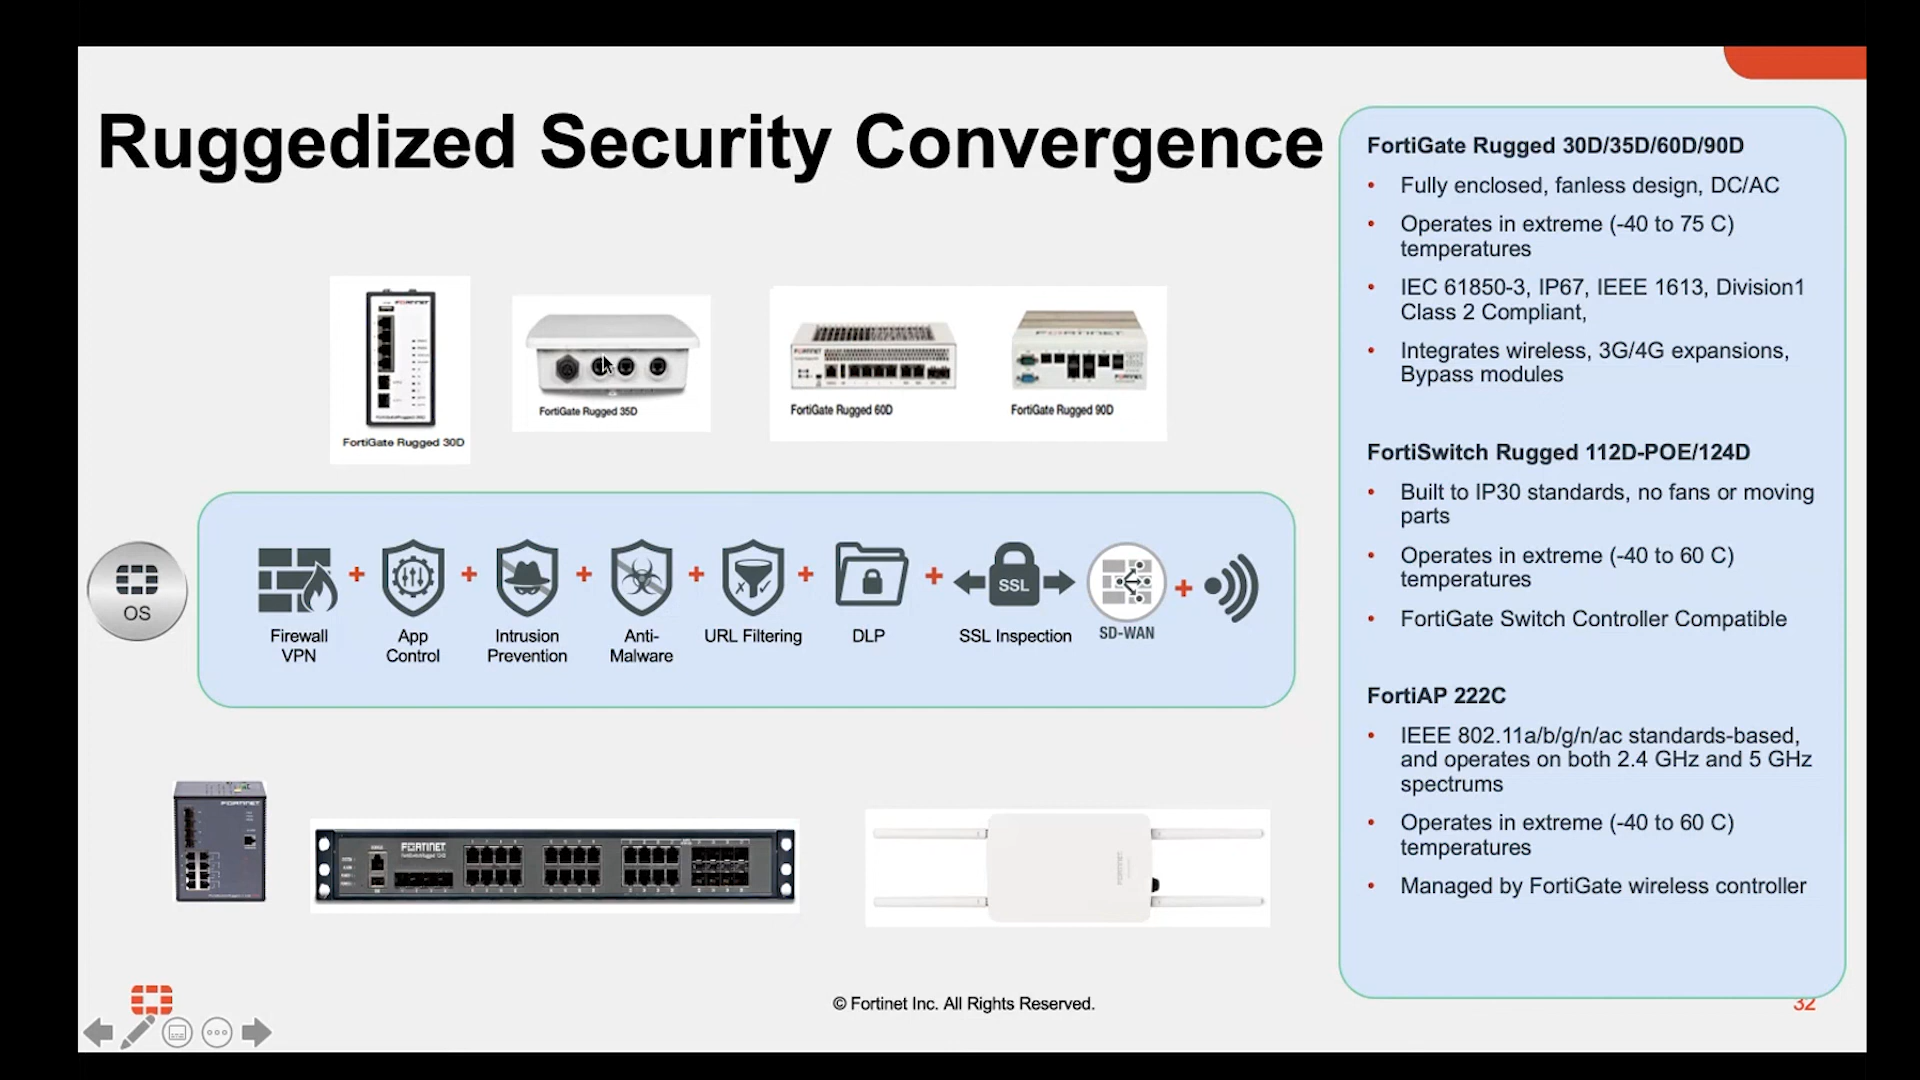 Ruggedized Security Convergence
FortiGate Rugged 30D
FortiGate Rugged 35D
FORTINET
FortiGate Rugged 60D
FORTINET
FortiGate Rugged 90D
OS
Firewall
VPN
App
Control
Intrusion
Prevention
Anti-
Malware
URL Filtering
DLP
SSL
SSL Inspection
SD-WAN
FORTINET
FORTINET
© Fortinet Inc. All Rights Reserved.
FortiGate Rugged 30D/35D/60D/90D
• Fully enclosed, fanless design, DC/AC
• Operates in extreme (-40 to 75 C)
temperatures
• IEC 61850-3, IP67, IEEE 1613, Division1
Class 2 Compliant,
• Integrates wireless, 3G/4G expansions,
Bypass modules
FortiSwitch Rugged 112D-POE/124D
• Built to IP30 standards, no fans or moving
parts
• Operates in extreme (-40 to 60 C)
temperatures
• FortiGate Switch Controller Compatible
FortiAP 222C
• IEEE 802.11a/b/g/n/ac standards-based,
and operates on both 2.4 GHz and 5 GHz
spectrums
• Operates in extreme (-40 to 60 C)
temperatures
• Managed by FortiGate wireless controller
32